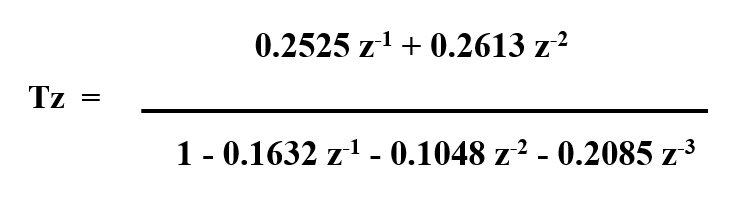 0.2525 z⁻¹ + 0.2613 z⁻²
Tz =
1 - 0.1632 z⁻¹ - 0.1048 z⁻² - 0.2085 z⁻³